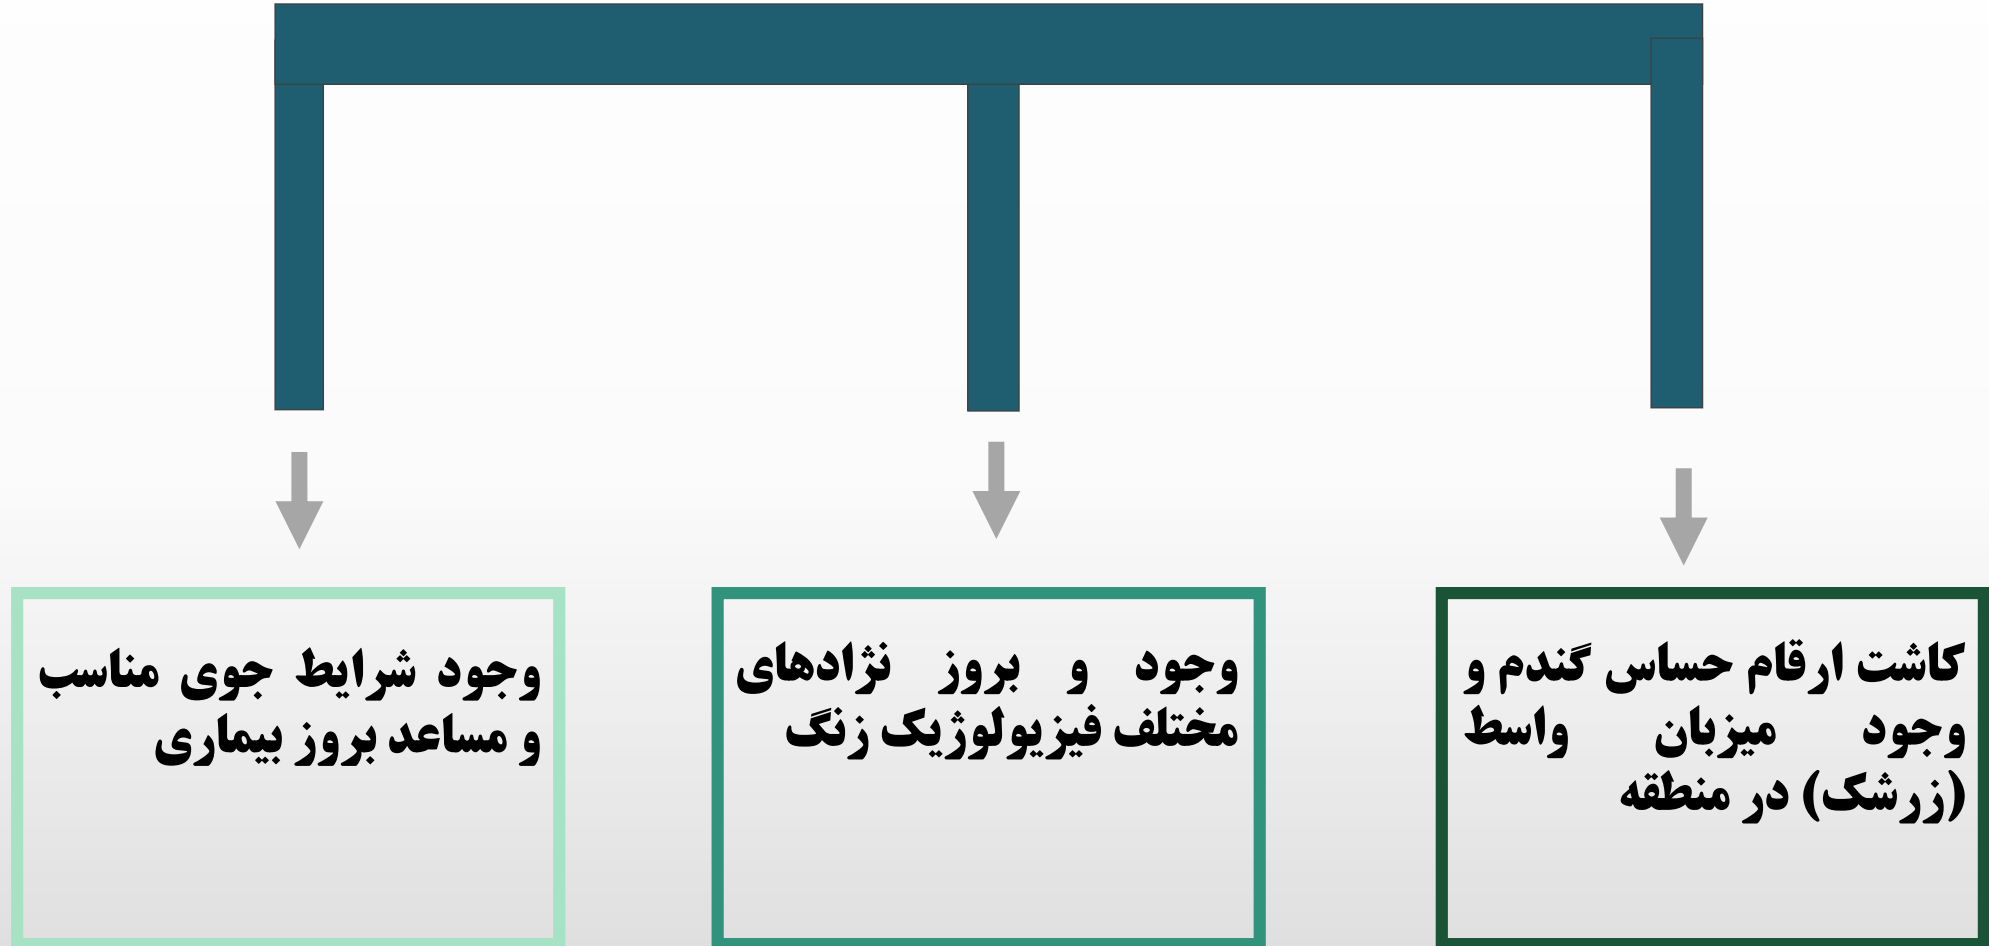 کاشت ارقام حساس گندم و
وجود میزبان واسط
(زرشک) در منطقه
وجود و بروز نژادهای
مختلف فیزیولوژیک زنگ
وجود شرایط جوی مناسب
و مساعد بروز بیماری